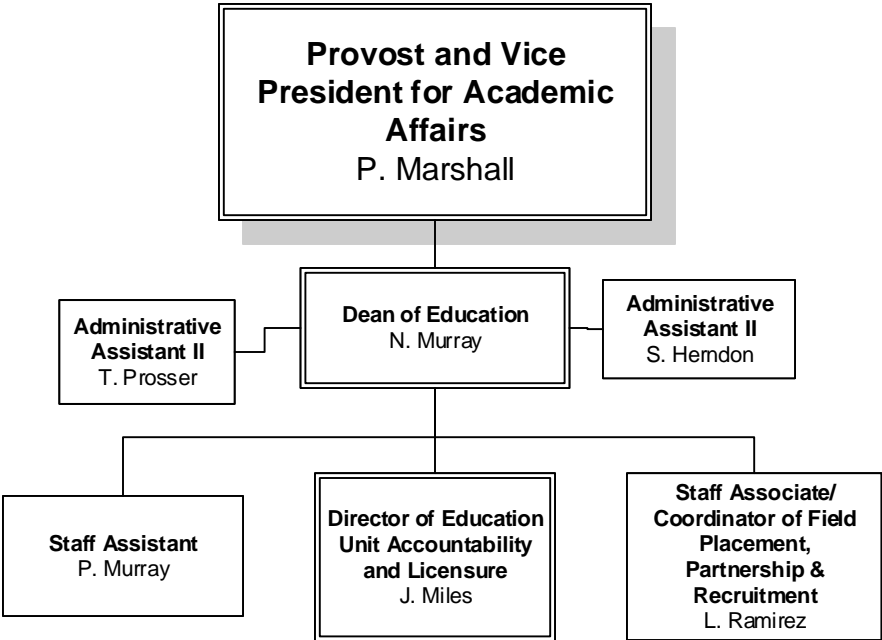 Provost and Vice
President for Academic
Affairs
P. Marshall
Dean of Education
N. Murray
Administrative
Assistant II
T. Prosser
Administrative
Assistant II
S. Herndon
Staff Assistant
P. Murray
Director of Education
Unit Accountability
and Licensure
J. Miles
Staff Associate/
Coordinator of Field
Placement,
Partnership &
Recruitment
L. Ramirez